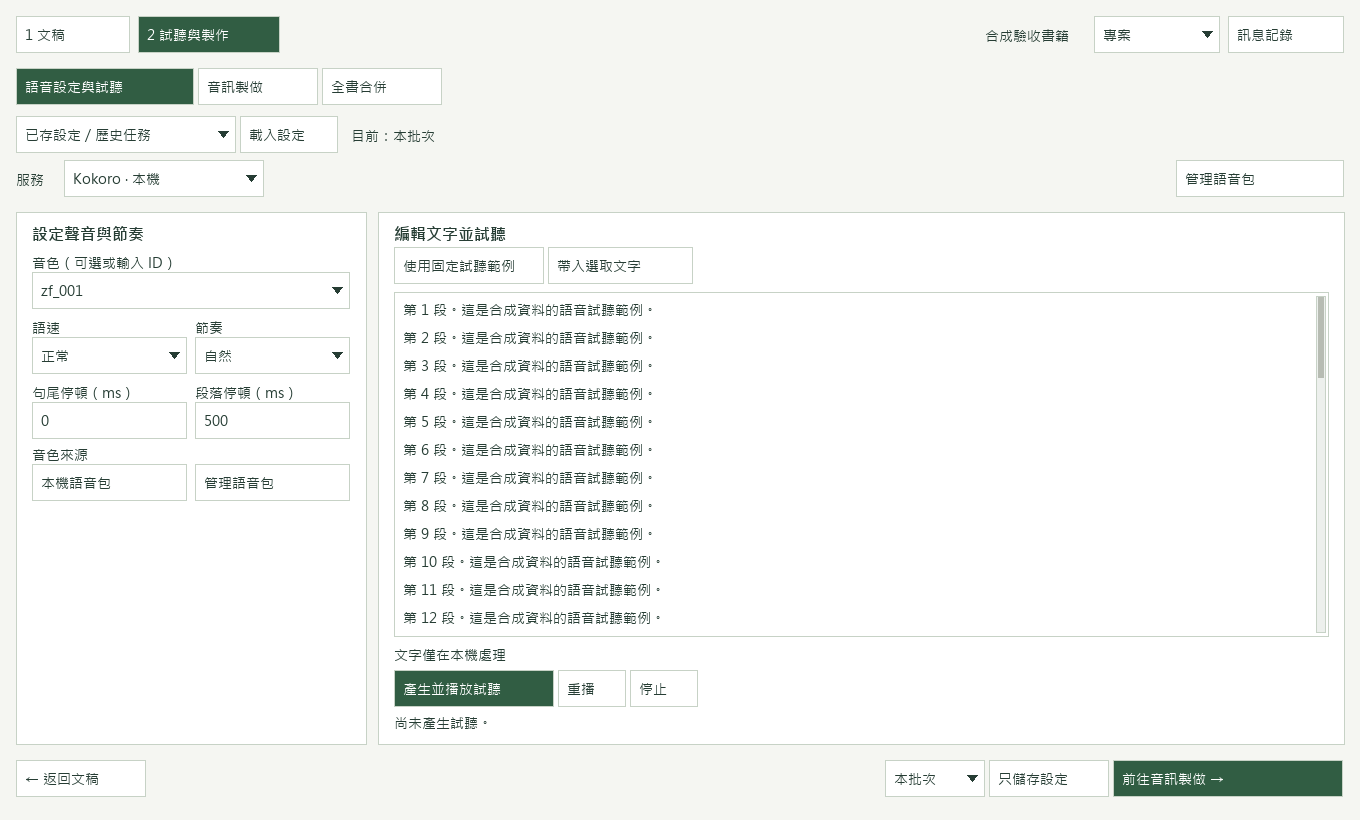 1 文稿
2 試聽與製作
合成驗收書籍
專案
訊息記錄
語音設定與試聽
音訊製做
全書合併
已存設定 / 歷史任務
載入設定
目前：本批次
服務
Kokoro · 本機
管理語音包
設定聲音與節奏
音色（可選或輸入 ID）
zf_001
語速
節奏
正常
自然
句尾停頓（ms）
段落停頓（ms）
0
500
音色來源
本機語音包
管理語音包
編輯文字並試聽
使用固定試聽範例
帶入選取文字
第 1 段。這是合成資料的語音試聽範例。
第 2 段。這是合成資料的語音試聽範例。
第 3 段。這是合成資料的語音試聽範例。
第 4 段。這是合成資料的語音試聽範例。
第 5 段。這是合成資料的語音試聽範例。
第 6 段。這是合成資料的語音試聽範例。
第 7 段。這是合成資料的語音試聽範例。
第 8 段。這是合成資料的語音試聽範例。
第 9 段。這是合成資料的語音試聽範例。
第 10 段。這是合成資料的語音試聽範例。
第 11 段。這是合成資料的語音試聽範例。
第 12 段。這是合成資料的語音試聽範例。
文字僅在本機處理
產生並播放試聽
重播
停止
尚未產生試聽。
← 返回文稿
本批次
只儲存設定
前往音訊製做 →